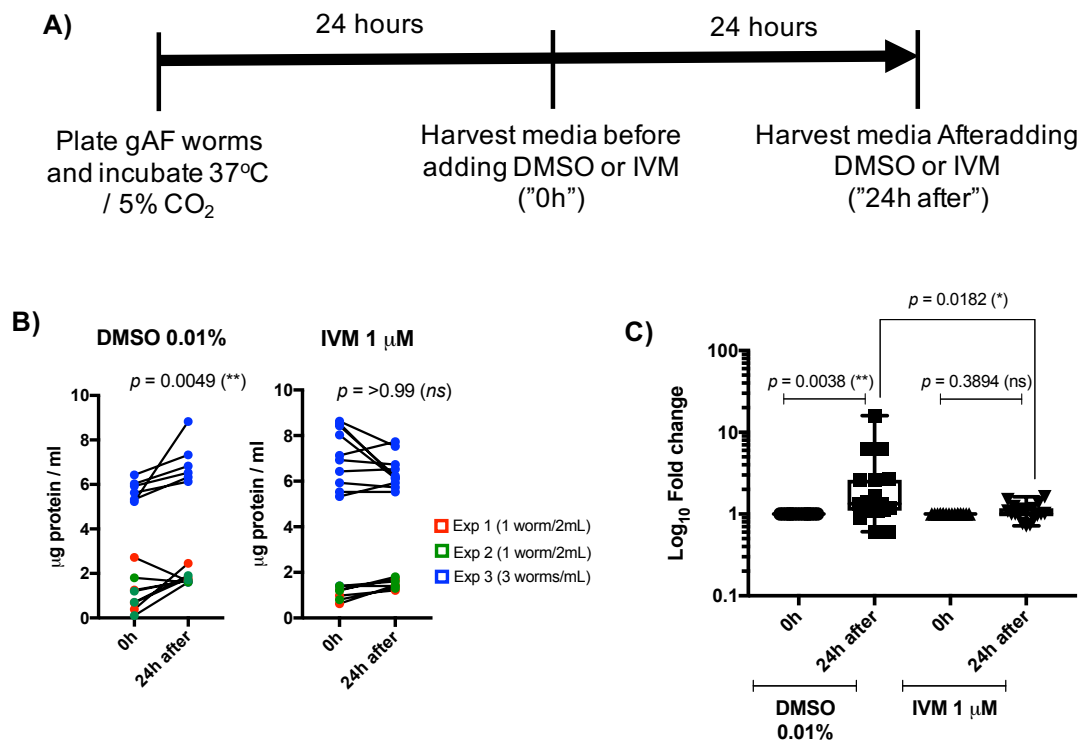 A)
24 hours
24 hours
Plate gAF worms
and incubate 37oC
/ 5% CO2
Harvest media before
adding DMSO or IVM
(”0h”)
Harvest media Afteradding
DMSO or IVM
(”24h after”)
B)
DMSO 0.01%
p = 0.0049 (**)
10
8
6
4
2
0
μg protein / ml
0h
24h after
IVM 1 μM
p = >0.99 (ns)
10
8
6
4
2
0
μg protein / ml
0h
24h after
Exp 1 (1 worm/2mL)
Exp 2 (1 worm/2mL)
Exp 3 (3 worms/mL)
C)
p = 0.0182 (*)
p = 0.0038 (**)
p = 0.3894 (ns)
100
10
1
0.1
Log10 Fold change
0h
24h after
0h
24h after
DMSO
0.01%
IVM 1 μM